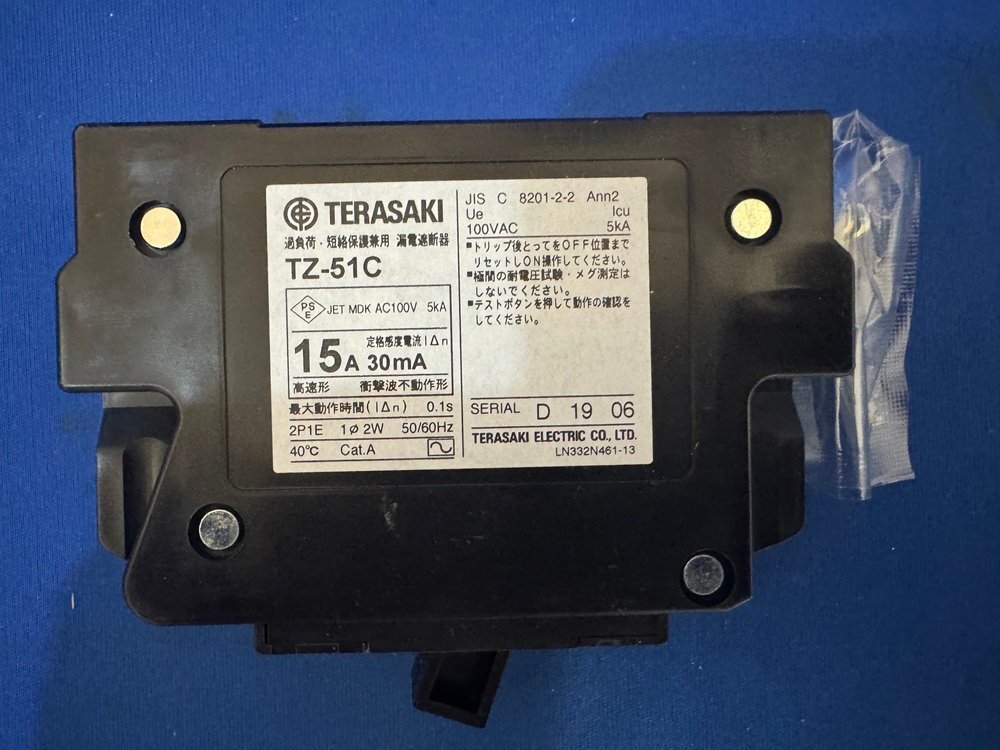 TERASAKI
過負荷・短絡保護兼用 漏電遮断器
TZ-51C
PS E JET MDK AC100V 5kA
定格感度電流 IΔn
15A 30mA
高速形 衝撃波不動作形
最大動作時間(IΔn) 0.1s
2P1E 1ø 2W 50/60Hz
40℃ Cat.A
JIS C 8201-2-2 Ann2
Ue Icu
100VAC 5kA
■トリップ後とってをOFF位置まで
リセットしON操作してください。
■極間の耐電圧試験・メグ測定は
しないでください。
■テストボタンを押して動作の確認を
してください。
SERIAL D 19 06
TERASAKI ELECTRIC CO., LTD.
LN332N461-13